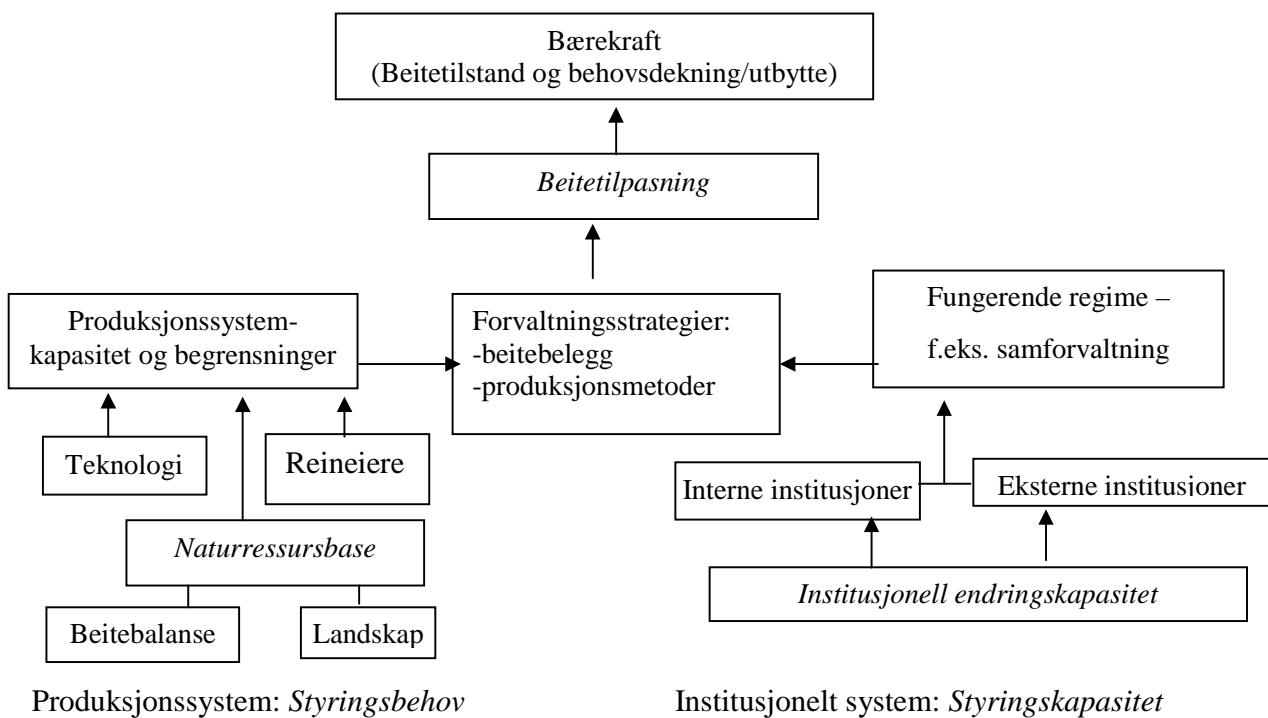 Bærekraft
(Beitetilstand og behovsdekning/utbytte)
Beitetilpasning
Produksjonssystem-
kapasitet og begrensninger
Forvaltningsstrategier:
-beitebelegg
-produksjonsmetoder
Fungerende regime –
f.eks. samforvaltning
Teknologi
Reineiere
Interne institusjoner
Eksterne institusjoner
Naturressursbase
Institusjonell endringskapasitet
Beitebalanse
Landskap
Produksjonssystem: Styringsbehov
Institusjonelt system: Styringskapasitet